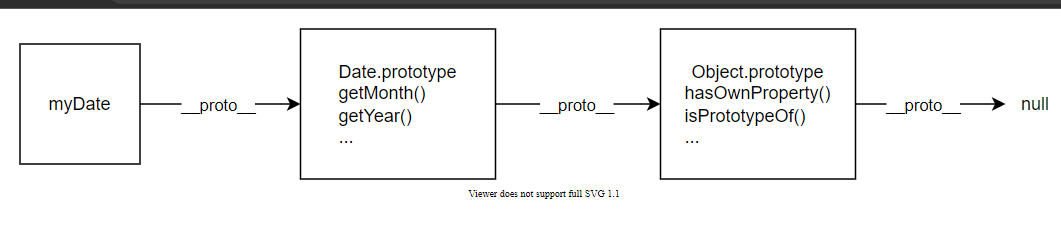 myDate
__proto__
Date.prototype
getMonth()
getYear()
...
__proto__
Object.prototype
hasOwnProperty()
isPrototypeOf()
...
__proto__
null
Viewer does not support full SVG 1.1